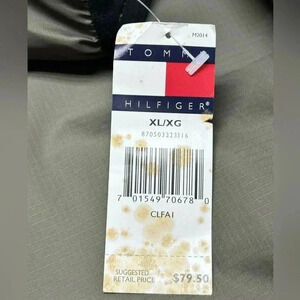 TOMMY
HILFIGER®
XL/XG
7 01549 70678 0
CLFA1
SUGGESTED
RETAIL PRICE
$79.50